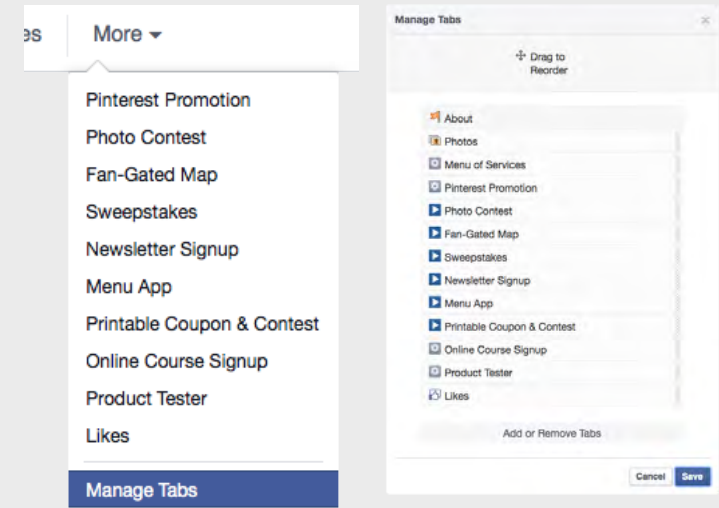 es
More
Pinterest Promotion
Photo Contest
Fan-Gated Map
Sweepstakes
Newsletter Signup
Menu App
Printable Coupon & Contest
Online Course Signup
Product Tester
Likes
Manage Tabs
Manage Tabs
Drag to
Reorder
About
Photos
Menu of Services
Pinterest Promotion
Photo Contest
Fan-Gated Map
Sweepstakes
Newsletter Signup
Menu App
Printable Coupon & Contest
Online Course Signup
Product Tester
Likes
Add or Remove Tabs
Cancel Save